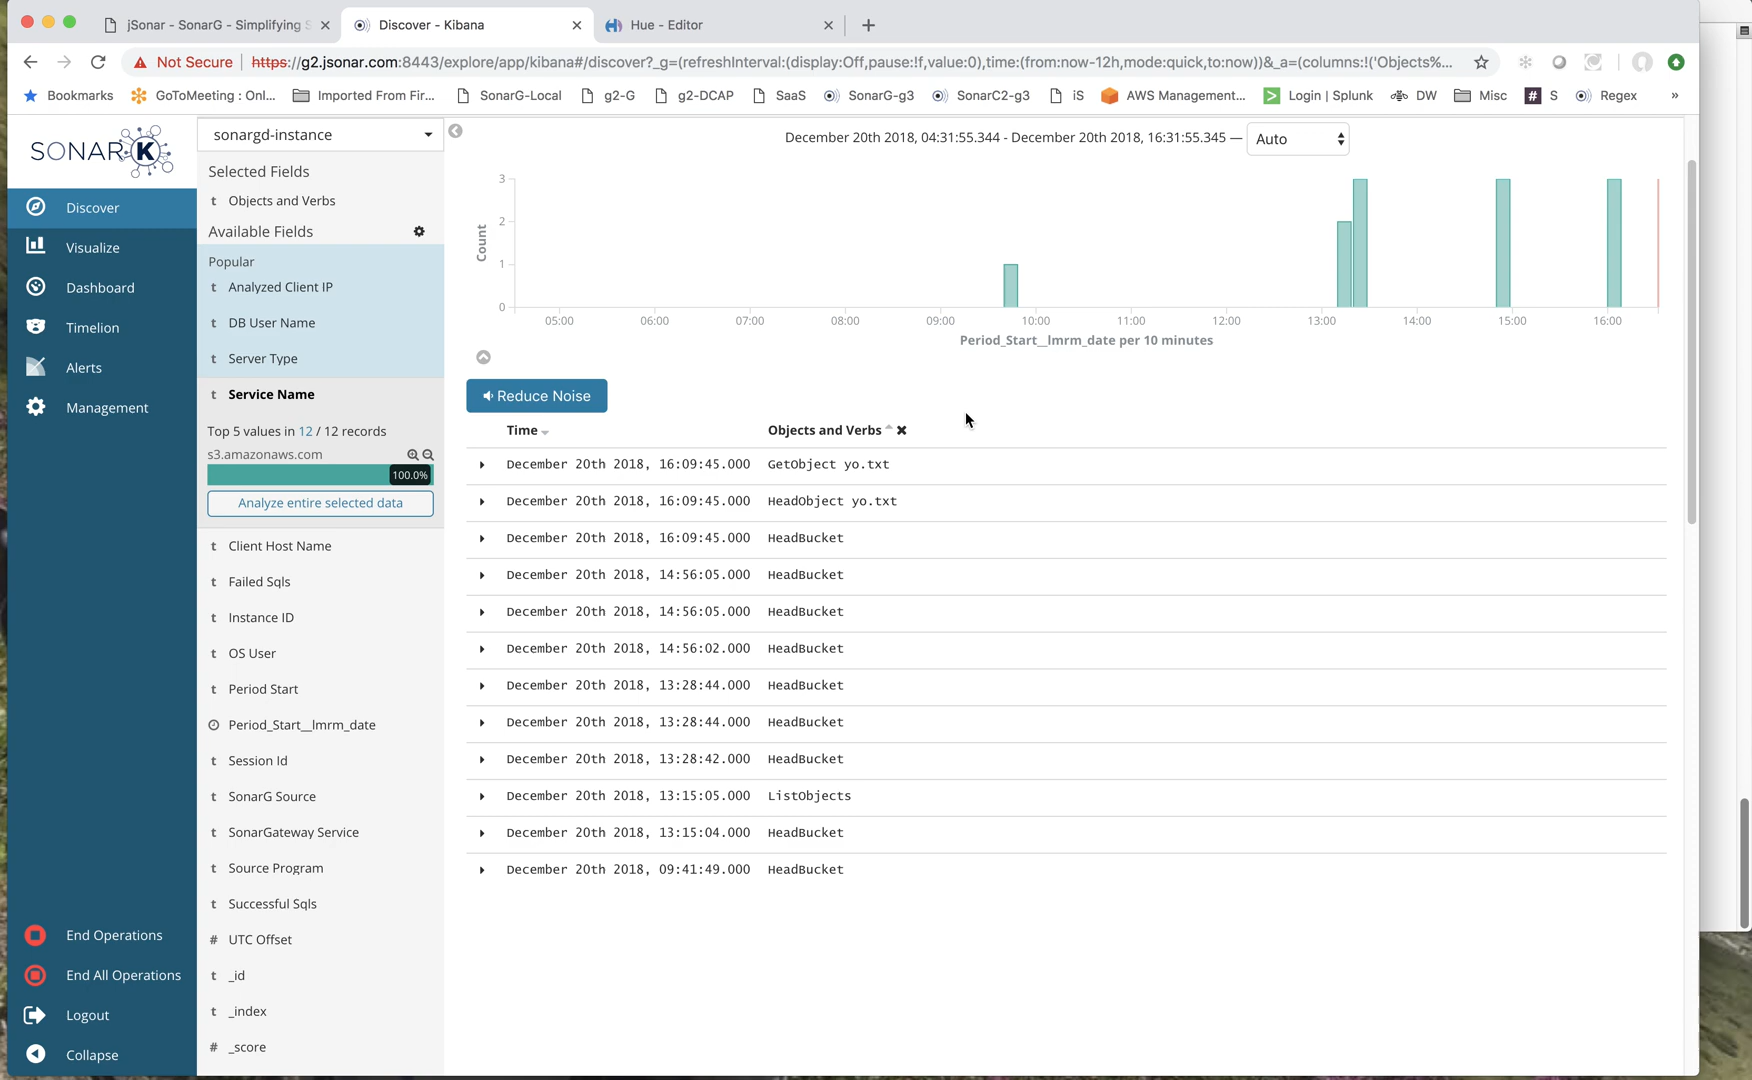 jSonar - SonarG - Simplifying S
Discover - Kibana
Hue - Editor
Not Secure | https://g2.jsonar.com:8443/explore/app/kibana#/discover?_g=(refreshInterval:(display:Off,pause:!f,value:0),time:(from:now-12h,mode:quick,to:now))&_a=(columns:!('Objects%...
Bookmarks
GoToMeeting : Onl...
Imported From Fir...
SonarG-Local
g2-G
g2-DCAP
SaaS
SonarG-g3
SonarC2-g3
iS
AWS Management...
Login | Splunk
DW
Misc
# S
Regex
»
SONAR K
Discover
Visualize
Dashboard
Timelion
Alerts
Management
End Operations
End All Operations
Logout
Collapse
sonargd-instance
Selected Fields
t Objects and Verbs
Available Fields
Popular
t Analyzed Client IP
t DB User Name
t Server Type
t Service Name
Top 5 values in 12 / 12 records
s3.amazonaws.com
100.0%
Analyze entire selected data
t Client Host Name
t Failed Sqls
t Instance ID
t OS User
t Period Start
Period_Start__lmrm_date
t Session Id
t SonarG Source
t SonarGateway Service
t Source Program
t Successful Sqls
# UTC Offset
t _id
t _index
# _score
December 20th 2018, 04:31:55.344 - December 20th 2018, 16:31:55.345 — Auto
3
2
1
0
Count
05:00 06:00 07:00 08:00 09:00 10:00 11:00 12:00 13:00 14:00 15:00 16:00
Period_Start__lmrm_date per 10 minutes
Reduce Noise
Time Objects and Verbs
December 20th 2018, 16:09:45.000 GetObject yo.txt
December 20th 2018, 16:09:45.000 HeadObject yo.txt
December 20th 2018, 16:09:45.000 HeadBucket
December 20th 2018, 14:56:05.000 HeadBucket
December 20th 2018, 14:56:05.000 HeadBucket
December 20th 2018, 14:56:02.000 HeadBucket
December 20th 2018, 13:28:44.000 HeadBucket
December 20th 2018, 13:28:44.000 HeadBucket
December 20th 2018, 13:28:42.000 HeadBucket
December 20th 2018, 13:15:05.000 ListObjects
December 20th 2018, 13:15:04.000 HeadBucket
December 20th 2018, 09:41:49.000 HeadBucket